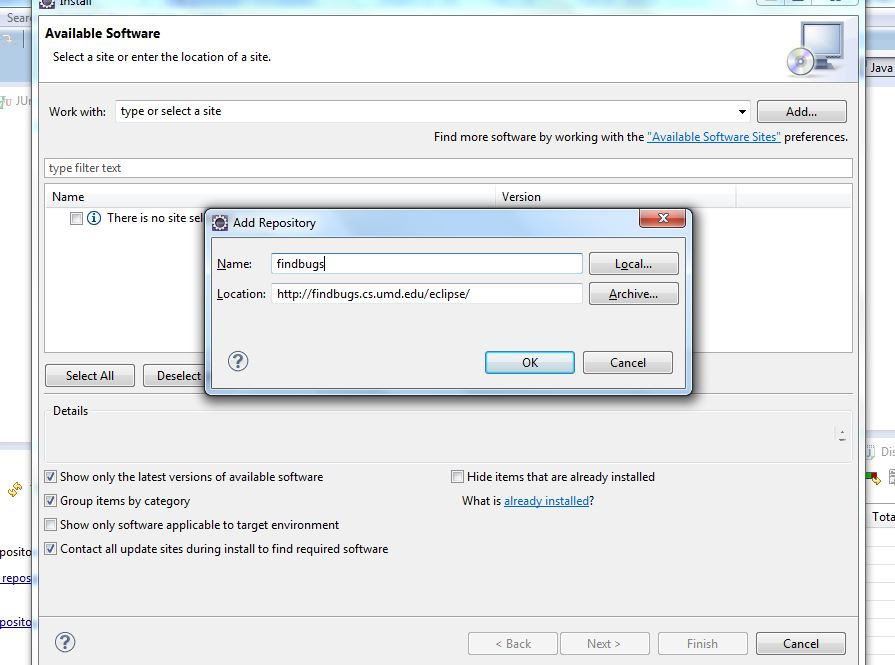 Install
Sear
Available Software
Select a site or enter the location of a site.
Java
JU
Work with: type or select a site Add...
Find more software by working with the "Available Software Sites" preferences.
type filter text
Name Version
There is no site sel
Add Repository
Name: findbugs Local...
Location: http://findbugs.cs.umd.edu/eclipse/ Archive...
OK Cancel
Select All Deselect
Details
Show only the latest versions of available software Hide items that are already installed
Group items by category What is already installed?
Show only software applicable to target environment
Contact all update sites during install to find required software
Dis
Tota
posito
repos
posito
< Back Next > Finish Cancel